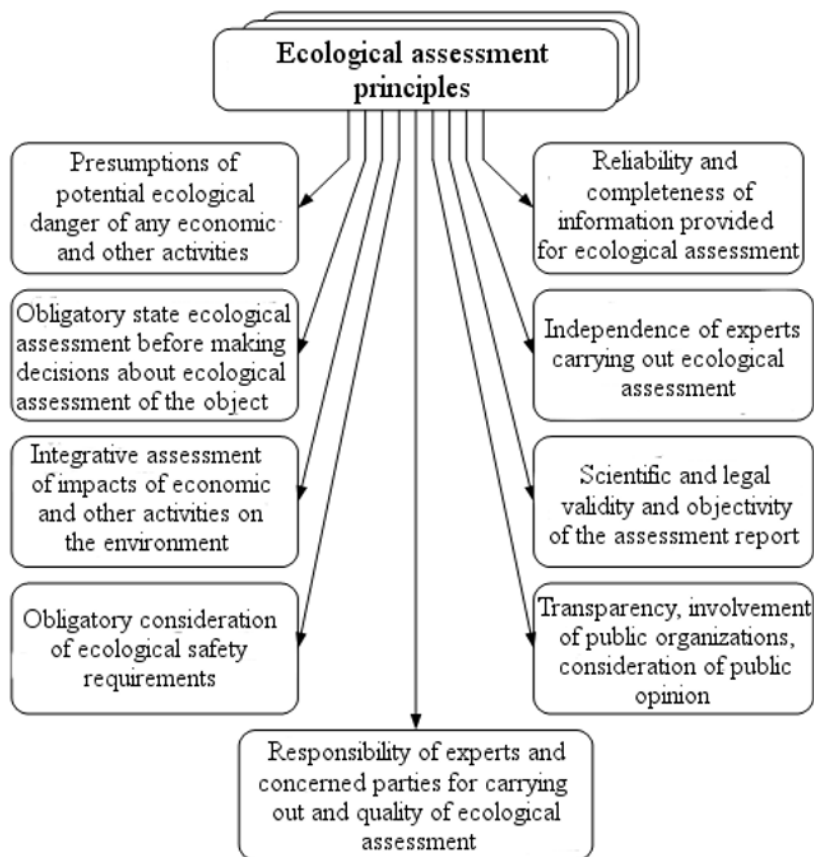 Ecological assessment
principles
Presumptions of
potential ecological
danger of any economic
and other activities
Obligatory state ecological
assessment before making
decisions about ecological
assessment of the object
Integrative assessment
of impacts of economic
and other activities on
the environment
Obligatory consideration
of ecological safety
requirements
Reliability and
completeness of
information provided
for ecological assessment
Independence of experts
carrying out ecological
assessment
Scientific and legal
validity and objectivity
of the assessment report
Transparency, involvement
of public organizations,
consideration of public
opinion
Responsibility of experts and
concerned parties for carrying
out and quality of ecological
assessment